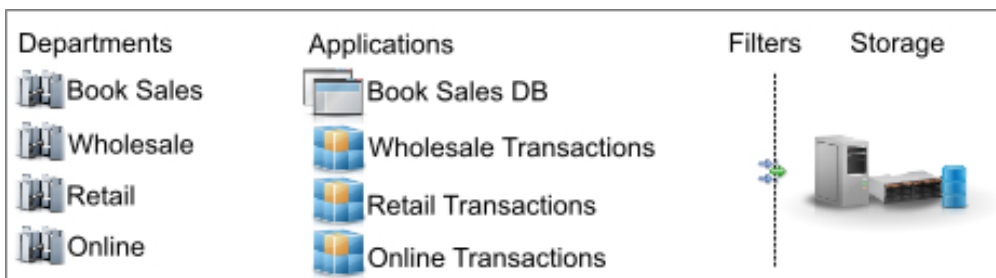 Departments Applications Filters Storage
Book Sales Book Sales DB
Wholesale Wholesale Transactions
Retail Retail Transactions
Online Online Transactions